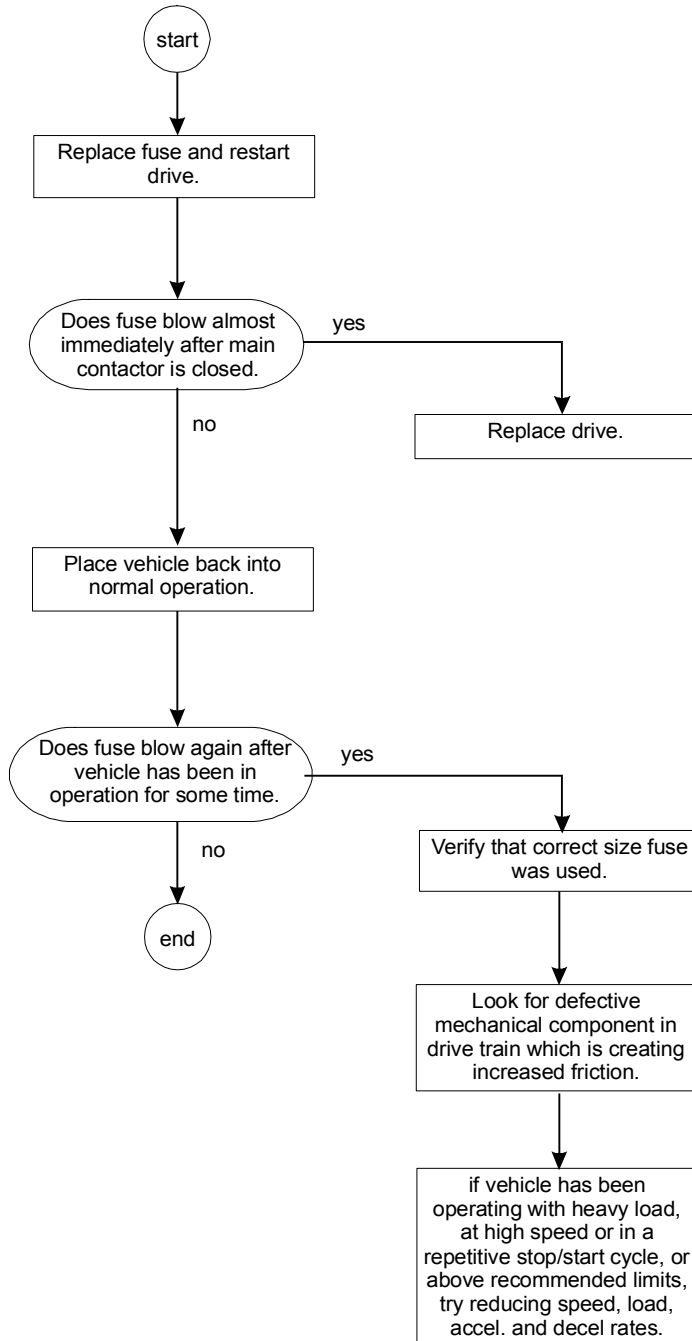 start
Replace fuse and restart
drive.
Does fuse blow almost
immediately after main
contactor is closed.
yes
Replace drive.
no
Place vehicle back into
normal operation.
Does fuse blow again after
vehicle has been in
operation for some time.
yes
Verify that correct size fuse
was used.
no
end
Look for defective
mechanical component in
drive train which is creating
increased friction.
if vehicle has been
operating with heavy load,
at high speed or in a
repetitive stop/start cycle, or
above recommended limits,
try reducing speed, load,
accel. and decel rates.